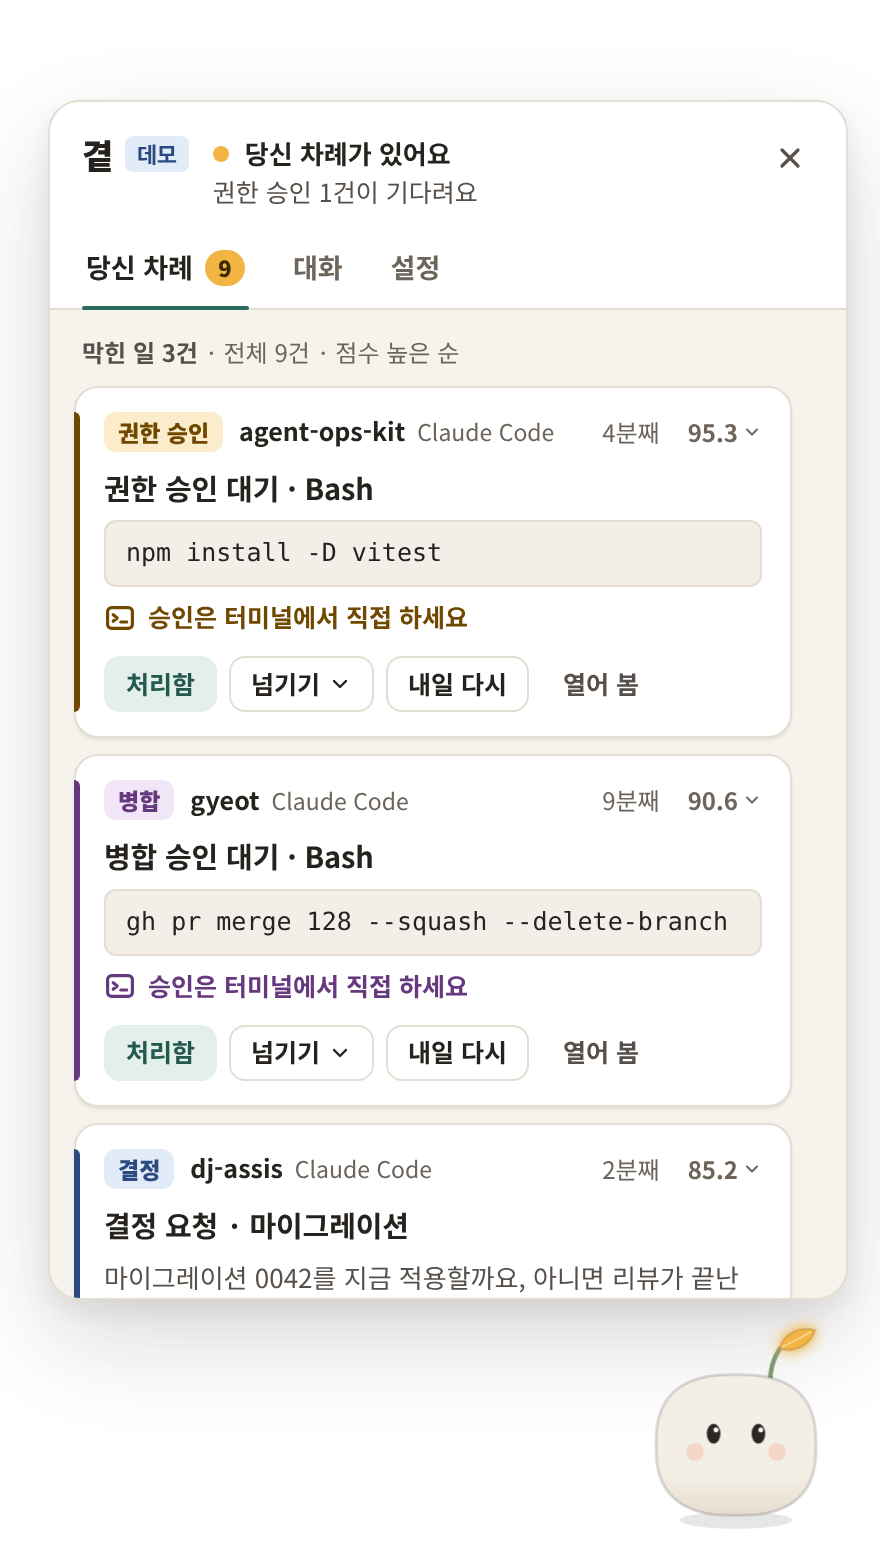 곁 데모 당신 차례가 있어요
권한 승인 1건이 기다려요
당신 차례 9 대화 설정
막힌 일 3건 · 전체 9건 · 점수 높은 순
권한 승인 agent-ops-kit Claude Code 4분째 95.3
권한 승인 대기 · Bash
npm install -D vitest
승인은 터미널에서 직접 하세요
처리함 넘기기 내일 다시 열어 봄
병합 gyeot Claude Code 9분째 90.6
병합 승인 대기 · Bash
gh pr merge 128 --squash --delete-branch
승인은 터미널에서 직접 하세요
처리함 넘기기 내일 다시 열어 봄
결정 dj-assis Claude Code 2분째 85.2
결정 요청 · 마이그레이션
마이그레이션 0042를 지금 적용할까요, 아니면 리뷰가 끝난